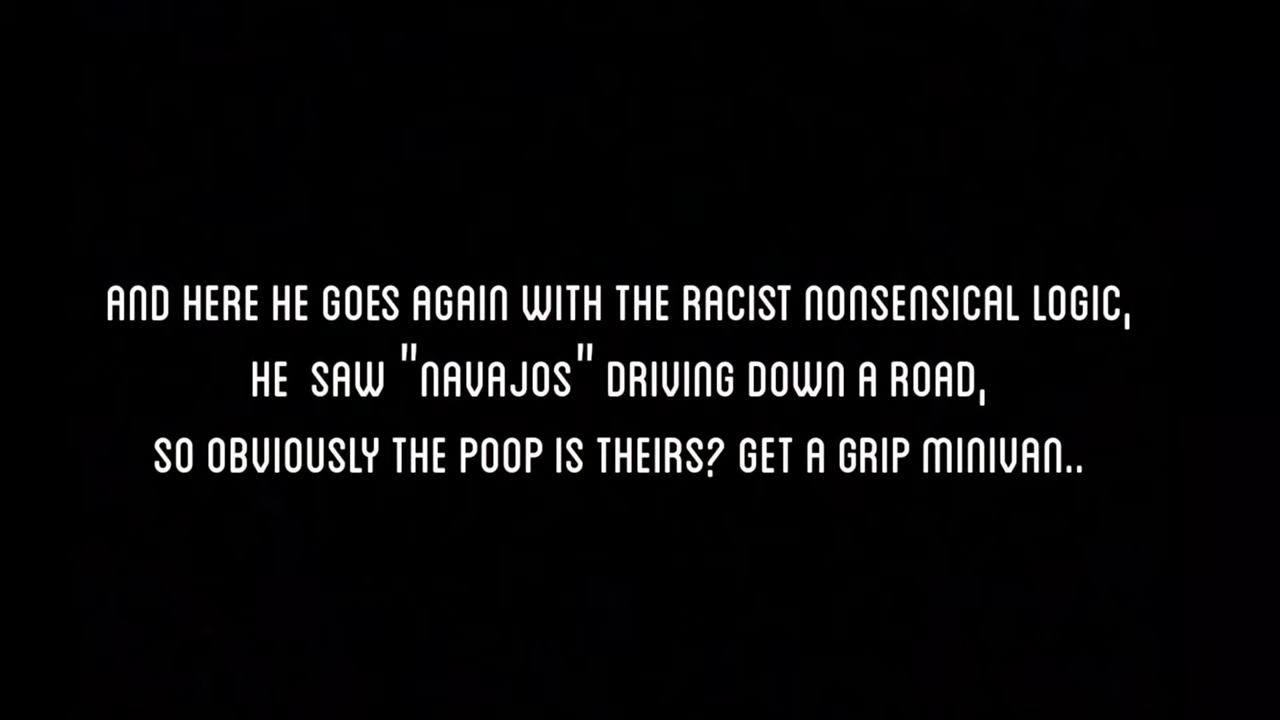 AND HERE HE GOES AGAIN WITH THE RACIST NONSENSICAL LOGIC,
HE SAW "NAVAJOS" DRIVING DOWN A ROAD,
SO OBVIOUSLY THE POOP IS THEIRS? GET A GRIP MINIVAN..